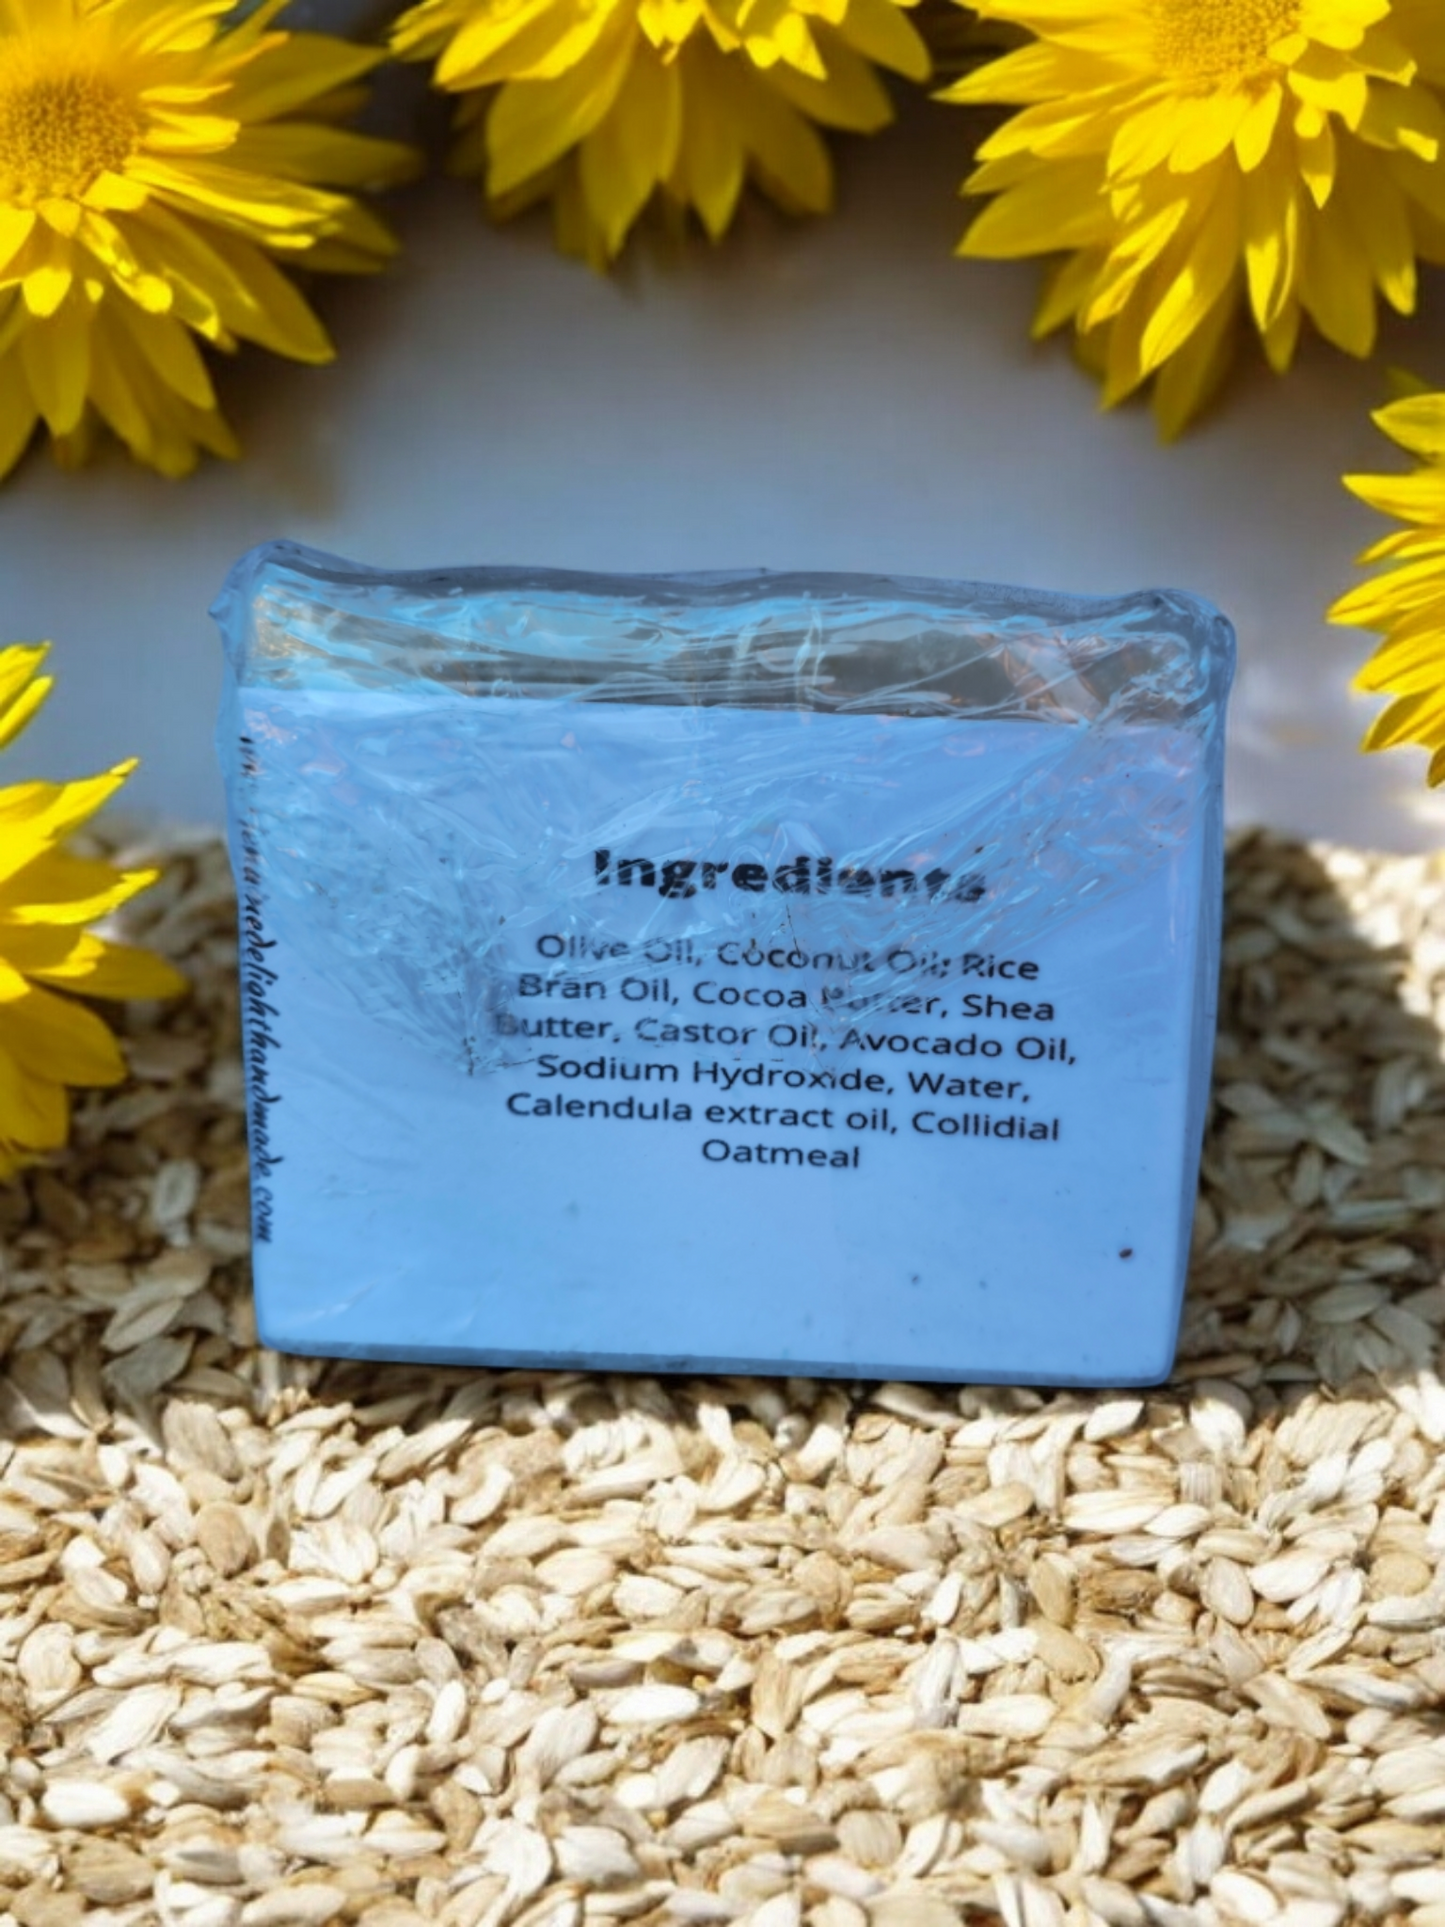 Ingredients
Olive Oil, Coconut Oil, Rice
Bran Oil, Cocoa Butter, Shea
Butter, Castor Oil, Avocado Oil,
Sodium Hydroxide, Water,
Calendula extract oil, Collidial
Oatmeal